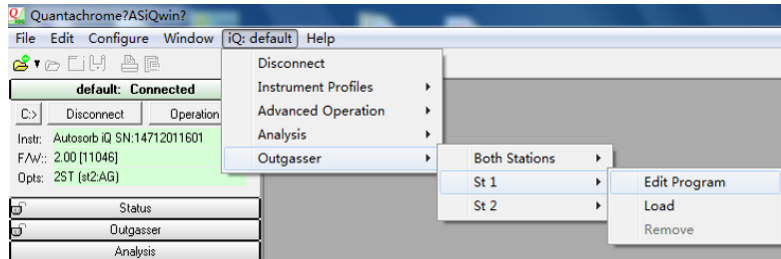 Quantachrome?ASiQwin?
File Edit Configure Window iQ: default Help
default: Connected
C:> Disconnect Operation
Instr: Autosorb iQ SN:14712011601
F/W:: 2.00 [11046]
Opts: 2ST (st2:AG)
Status
Outgasser
Analysis
Disconnect
Instrument Profiles
Advanced Operation
Analysis
Outgasser
Both Stations
St 1
St 2
Edit Program
Load
Remove